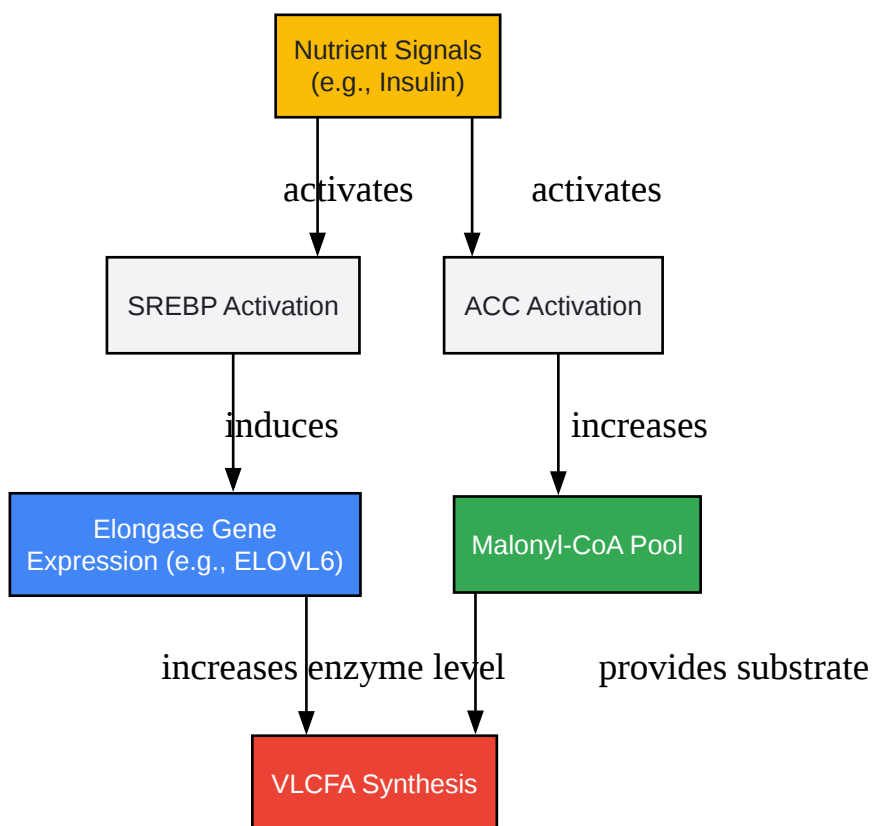 Nutrient Signals
(e.g., Insulin)
activates
activates
SREBP Activation
ACC Activation
induces
increases
Elongase Gene
Expression (e.g., ELOVL6)
Malonyl-CoA Pool
increases enzyme level
provides substrate
VLCFA Synthesis